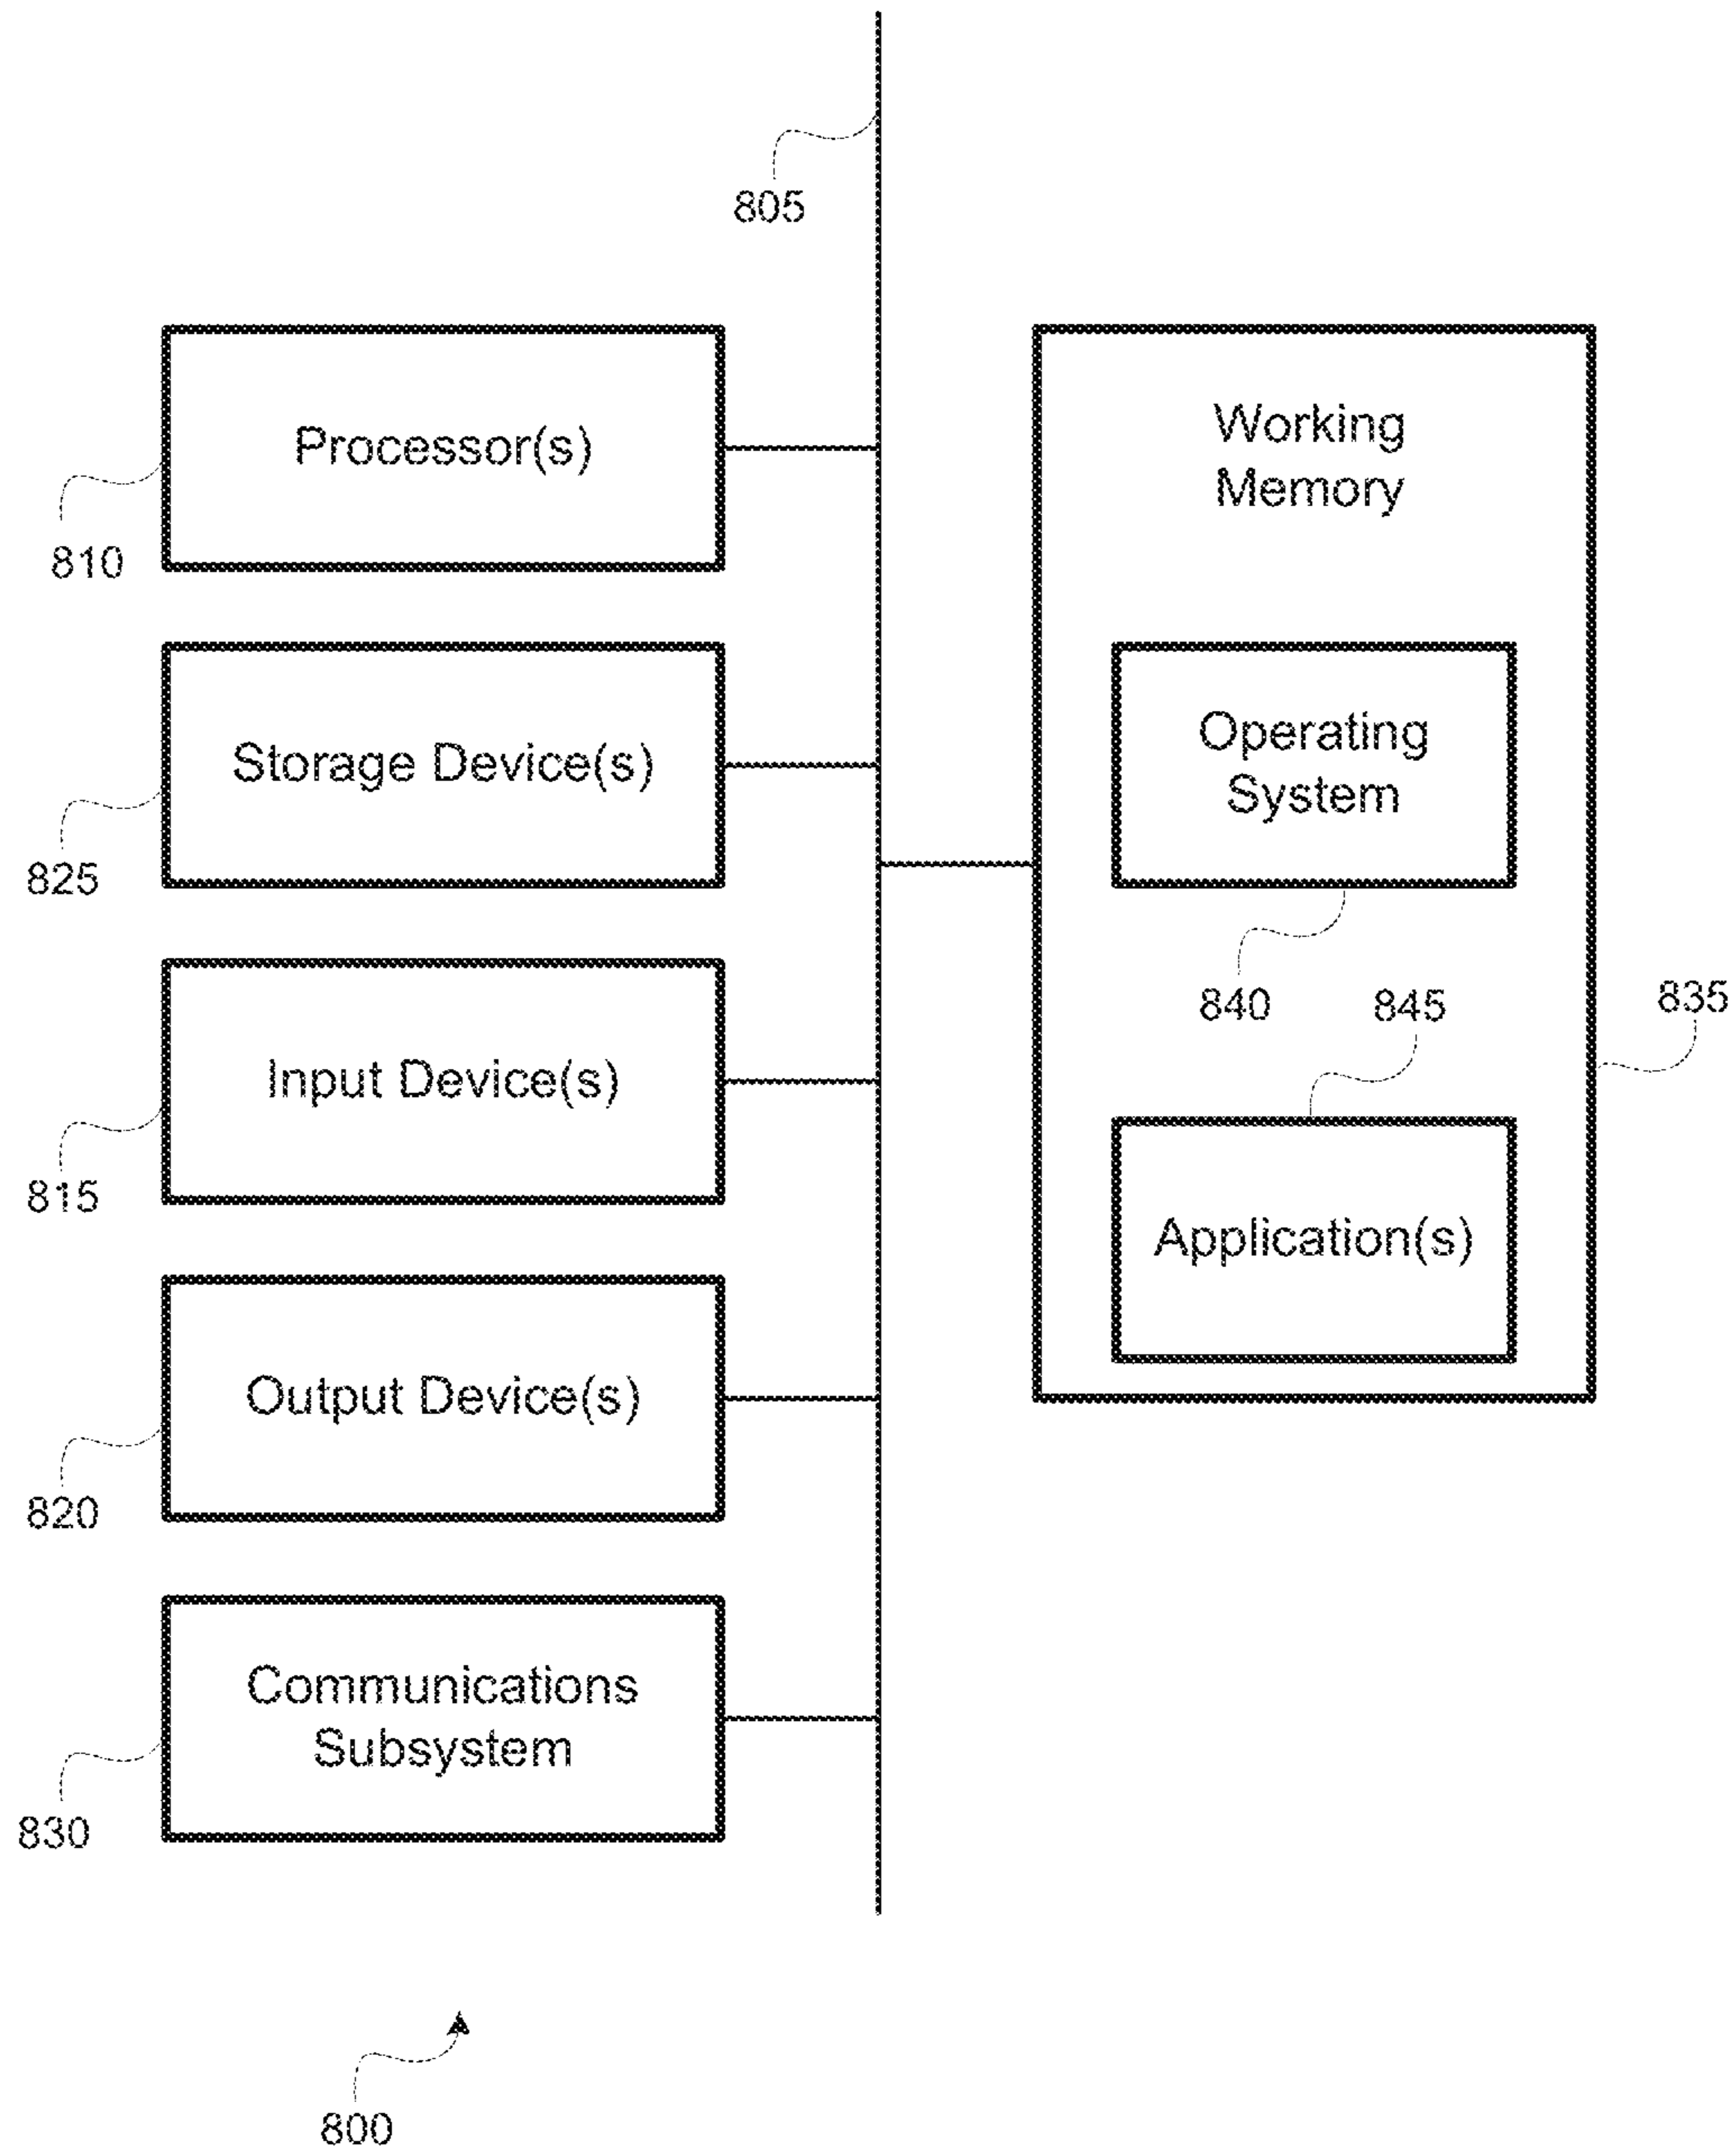 805
Processor(s)
810
Storage Device(s)
825
Input Device(s)
815
Output Device(s)
820
Communications
Subsystem
830
Working
Memory
Operating
System
840
845
835
Application(s)
800